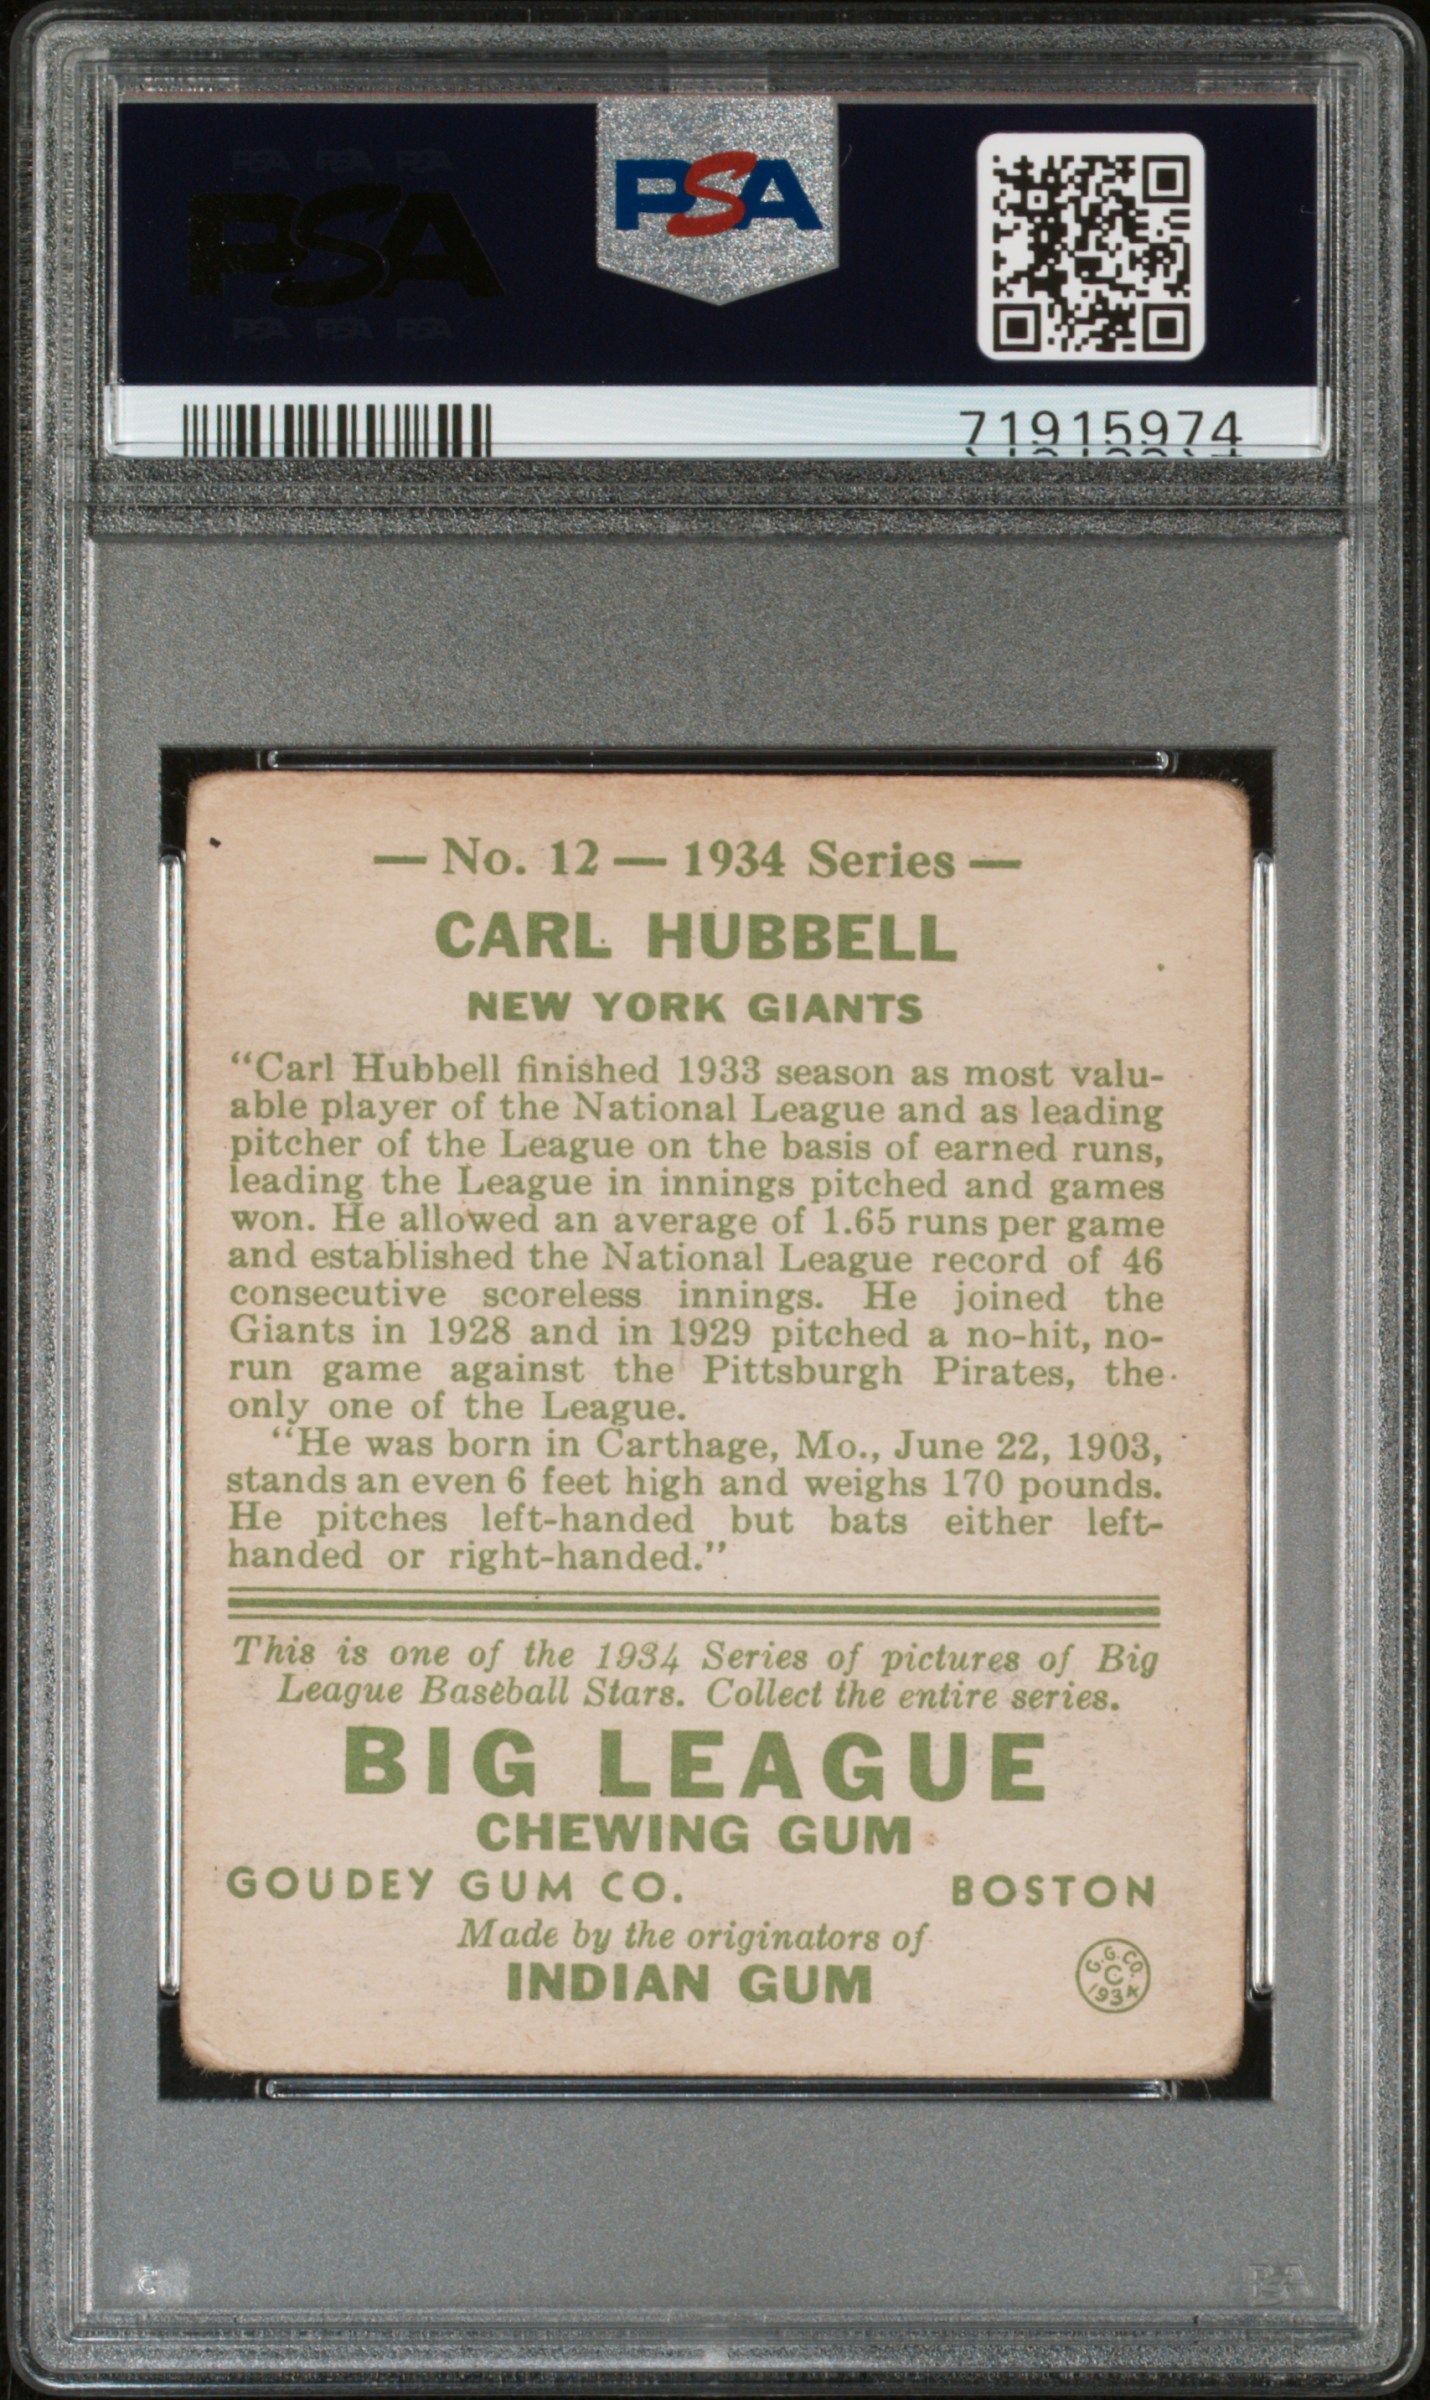 PSA PSA PSA
PSA
PSA PSA PSA
PSA
71915974
— No. 12 — 1934 Series —
CARL HUBBELL
NEW YORK GIANTS
“Carl Hubbell finished 1933 season as most valu-
able player of the National League and as leading
pitcher of the League on the basis of earned runs,
leading the League in innings pitched and games
won. He allowed an average of 1.65 runs per game
and established the National League record of 46
consecutive scoreless innings. He joined the
Giants in 1928 and in 1929 pitched a no-hit, no-
run game against the Pittsburgh Pirates, the
only one of the League.
“He was born in Carthage, Mo., June 22, 1903,
stands an even 6 feet high and weighs 170 pounds.
He pitches left-handed but bats either left-
handed or right-handed.”
This is one of the 1934 Series of pictures of Big
League Baseball Stars. Collect the entire series.
BIG LEAGUE
CHEWING GUM
GOUDEY GUM CO. BOSTON
Made by the originators of
INDIAN GUM
G.G.CO.
C
1934
PSA